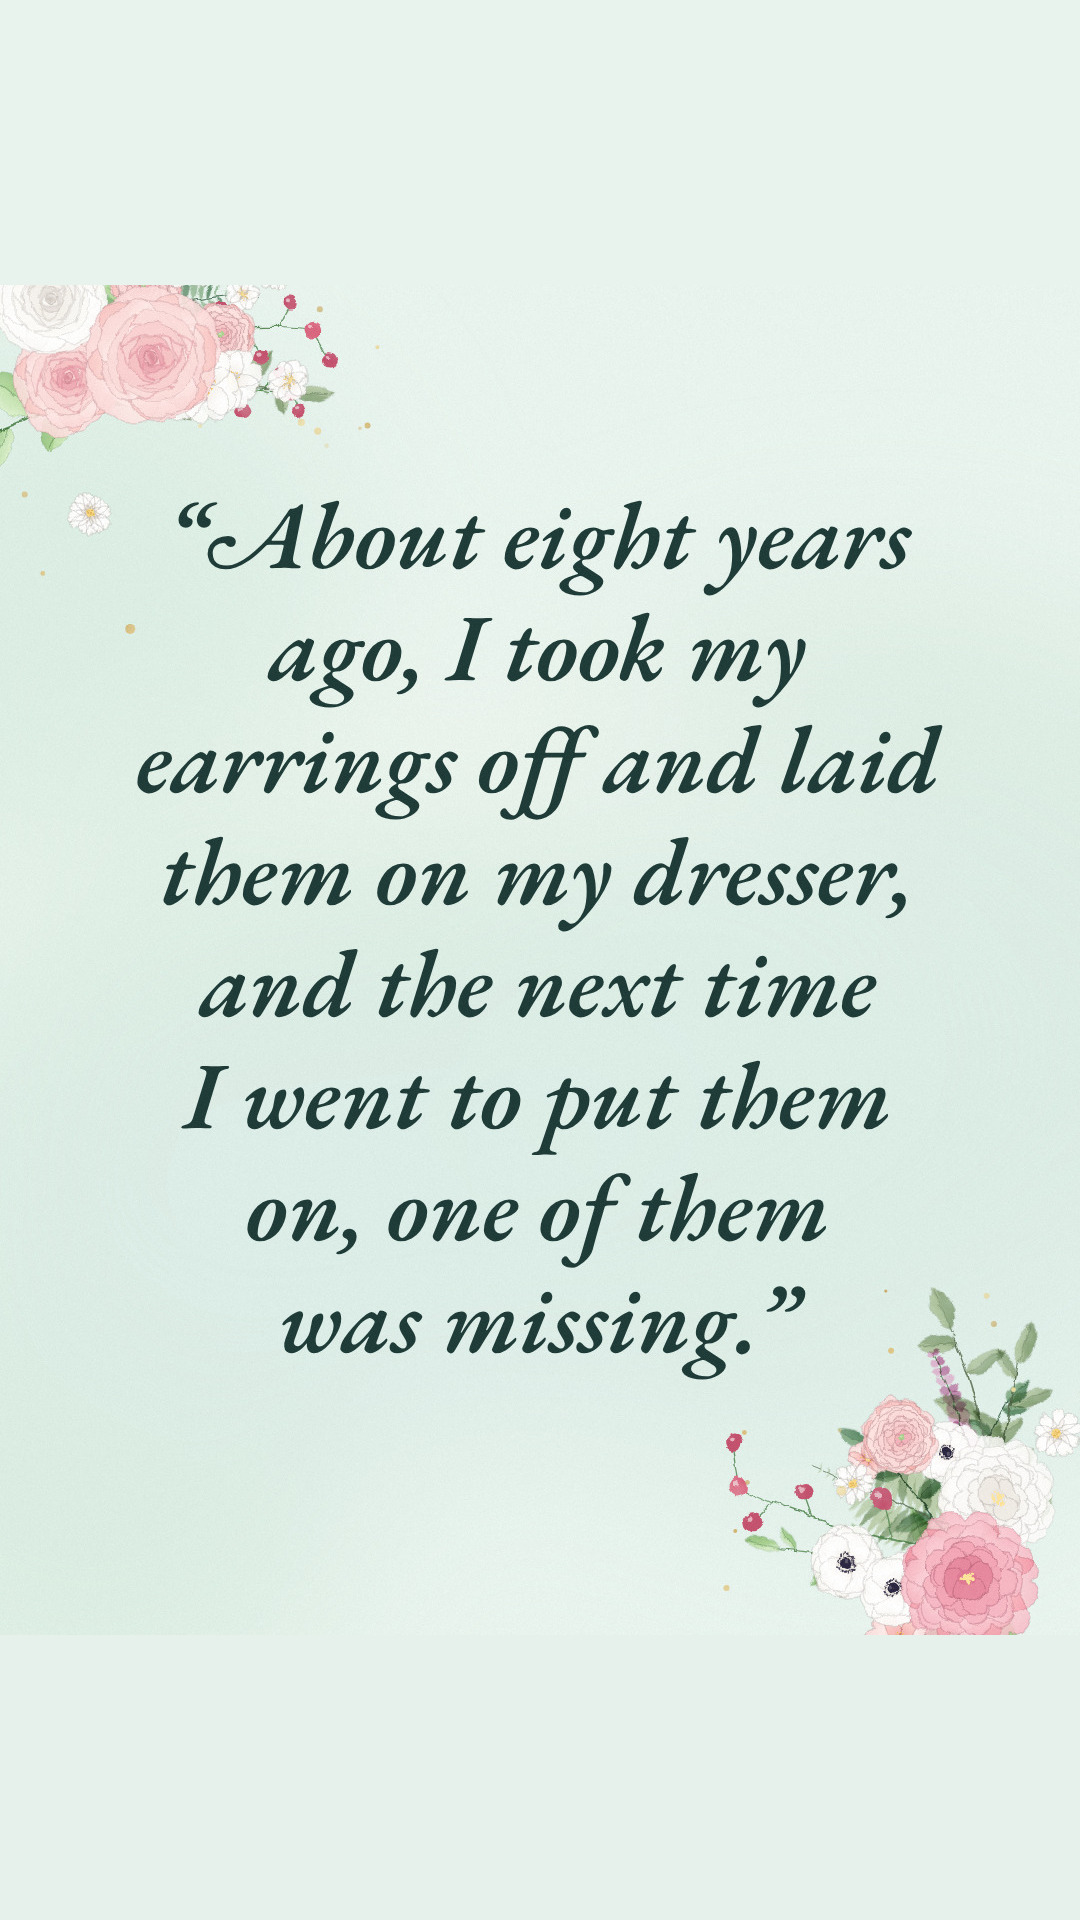 “About eight years
ago, I took my
earrings off and laid
them on my dresser,
and the next time
I went to put them
on, one of them
was missing.”